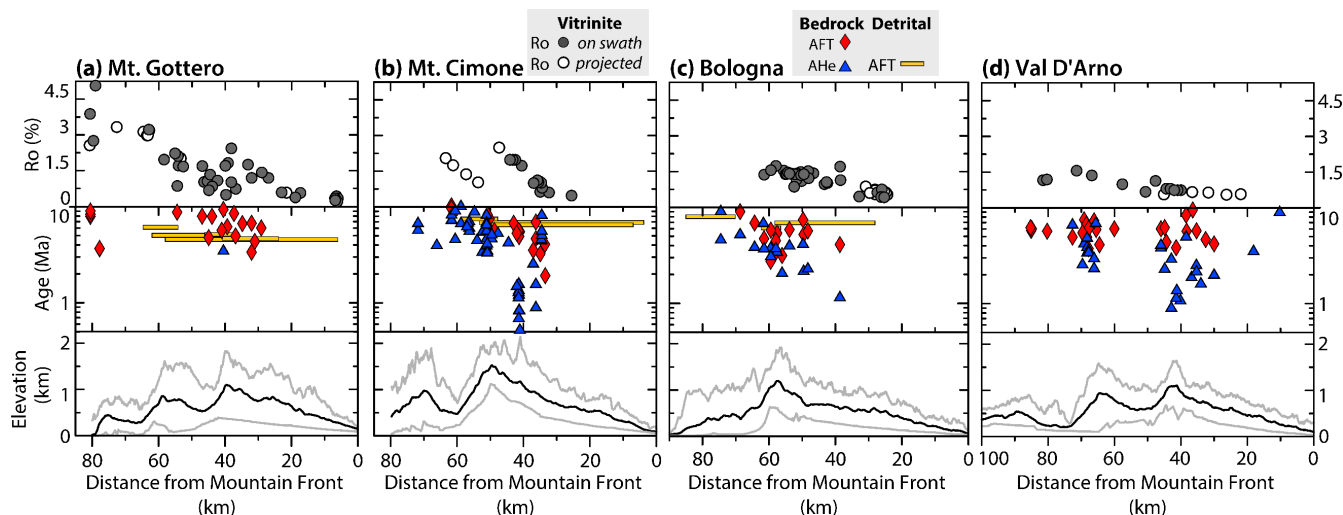 Vitrinite
Ro on swath
Ro projected
Bedrock Detrital
AFT
AHe AFT
(a) Mt. Gottero
(b) Mt. Cimone
(c) Bologna
(d) Val D'Arno
Ro (%)
4.5
3
1.5
0
4.5
3
1.5
0
Age (Ma)
10
1
10
1
Elevation
(km)
2
1
0
2
1
0
80 60 40 20 0
80 60 40 20 0
80 60 40 20 0
100 80 60 40 20 0
Distance from Mountain Front
(km)
Distance from Mountain Front
(km)
Distance from Mountain Front
(km)
Distance from Mountain Front
(km)